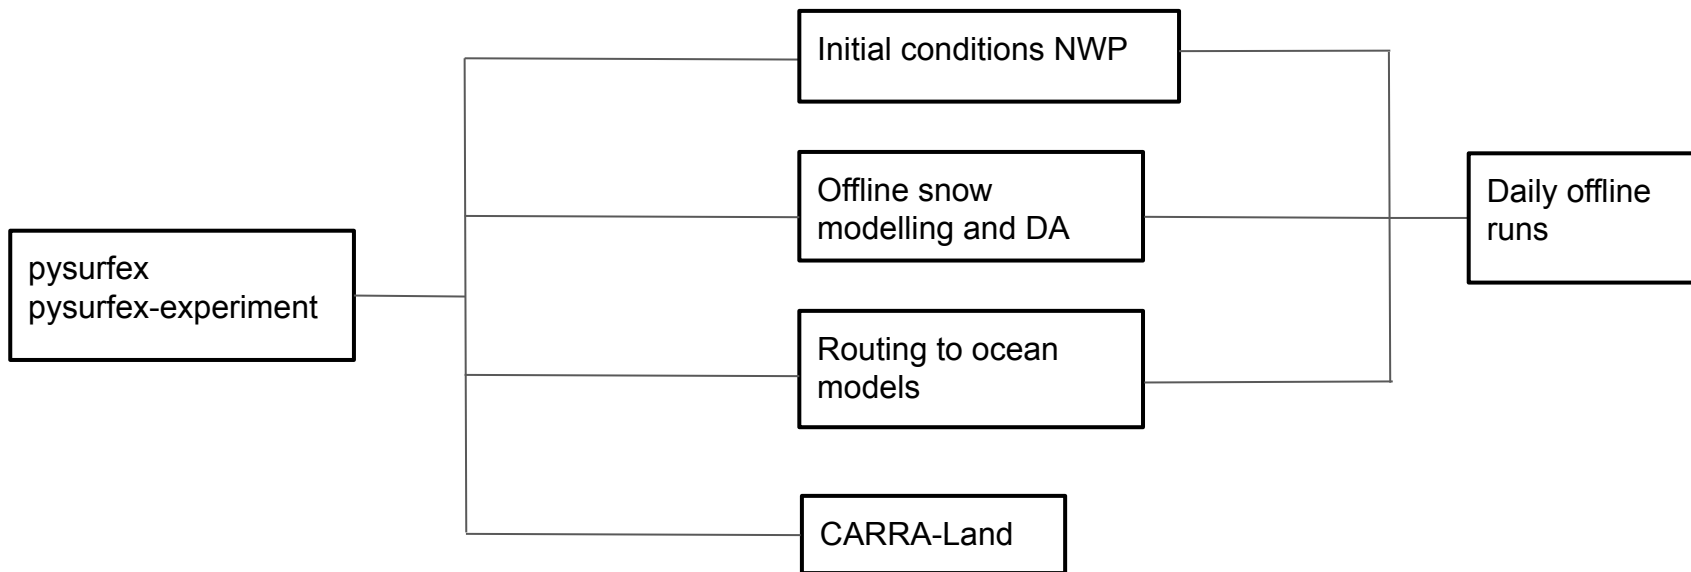 pysurfex
pysurfex-experiment
Initial conditions NWP
Offline snow
modelling and DA
Routing to ocean
models
CARRA-Land
Daily offline
runs